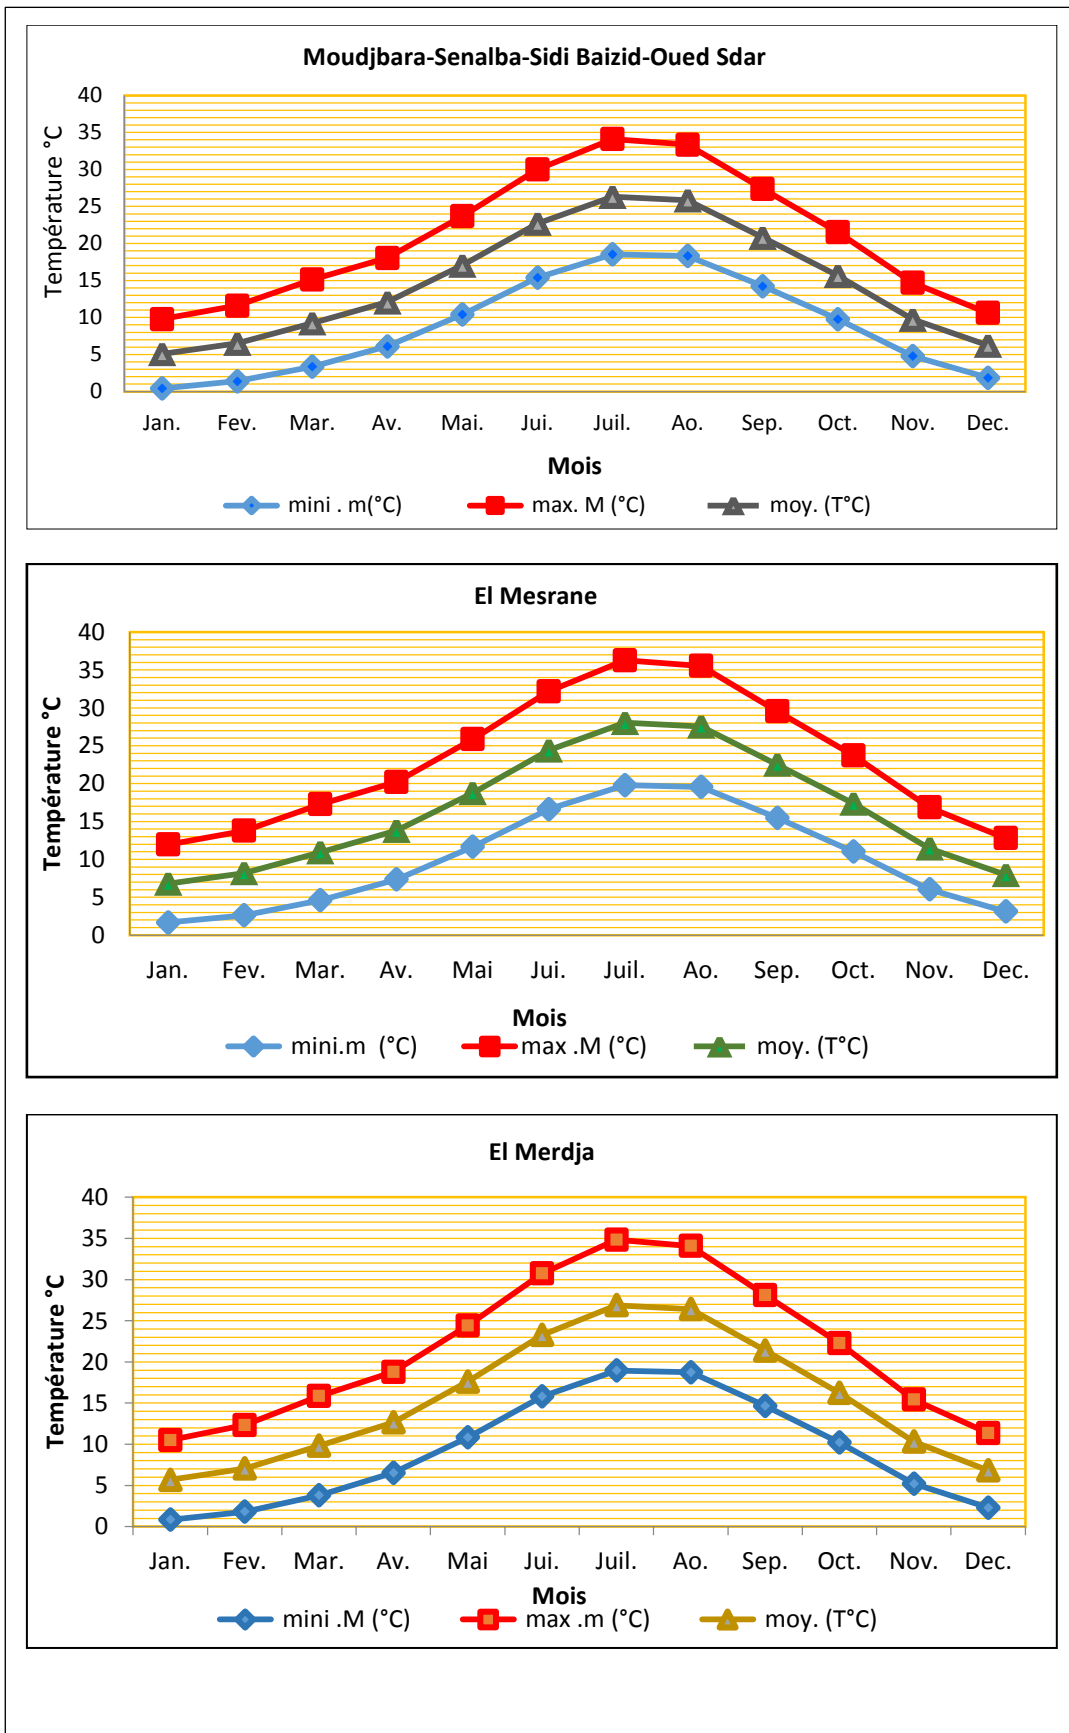 Moudjbara-Senalba-Sidi Baizid-Oued Sdar
Température °C
40
35
30
25
20
15
10
5
0
Jan. Fev. Mar. Av. Mai. Jui. Juil. Ao. Sep. Oct. Nov. Dec.
Mois
mini . m(°C) max. M (°C) moy. (T°C)
El Mesrane
Température °C
40
35
30
25
20
15
10
5
0
Jan. Fev. Mar. Av. Mai Jui. Juil. Ao. Sep. Oct. Nov. Dec.
Mois
mini.m (°C) max .M (°C) moy. (T°C)
El Merdja
Température °C
40
35
30
25
20
15
10
5
0
Jan. Fev. Mar. Av. Mai Jui. Juil. Ao. Sep. Oct. Nov. Dec.
Mois
mini .M (°C) max .m (°C) moy. (T°C)